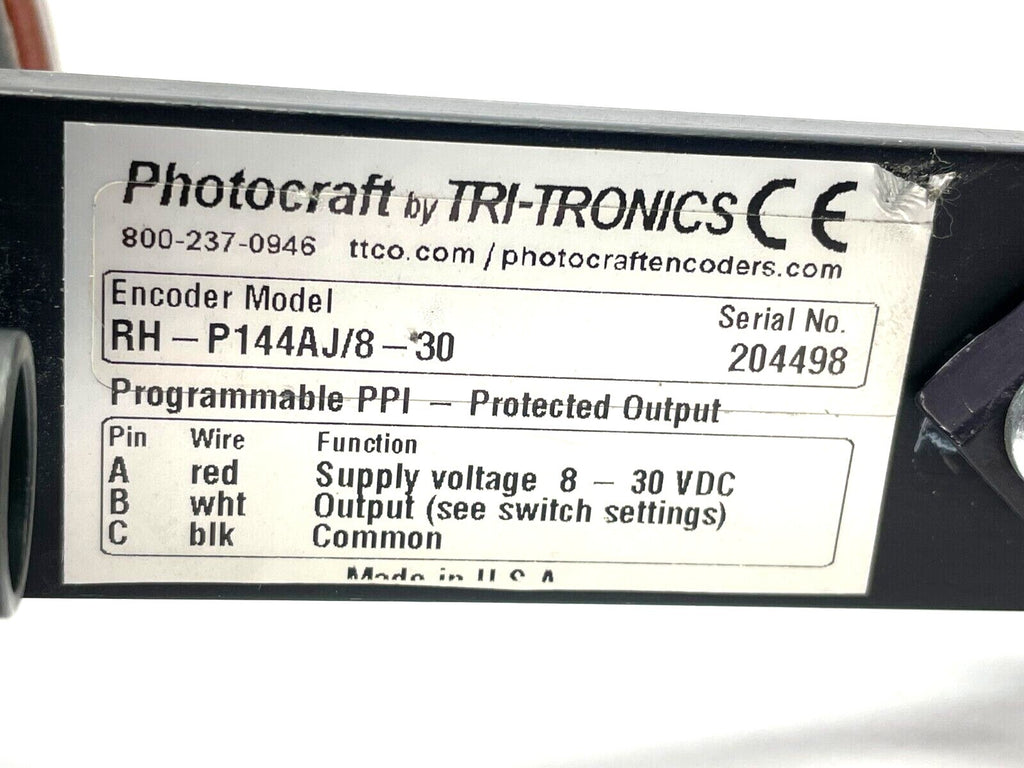 Photocraft by TRI-TRONICS CE
800-237-0946 ttco.com / photocraftencoders.com
Encoder Model
Serial No.
RH – P144AJ/8 – 30
204498
Programmable PPI – Protected Output
Pin Wire Function
A red Supply voltage 8 – 30 VDC
B wht Output (see switch settings)
C blk Common
Made in U.S.A